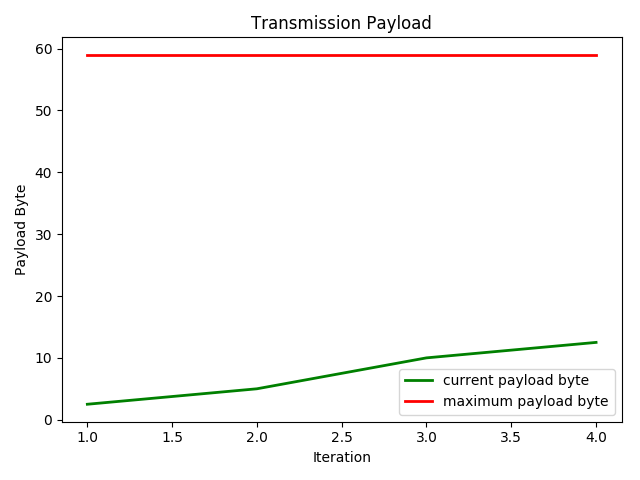 Transmission Payload
Payload Byte
60
50
40
30
20
10
0
current payload byte
maximum payload byte
1.0 1.5 2.0 2.5 3.0 3.5 4.0
Iteration